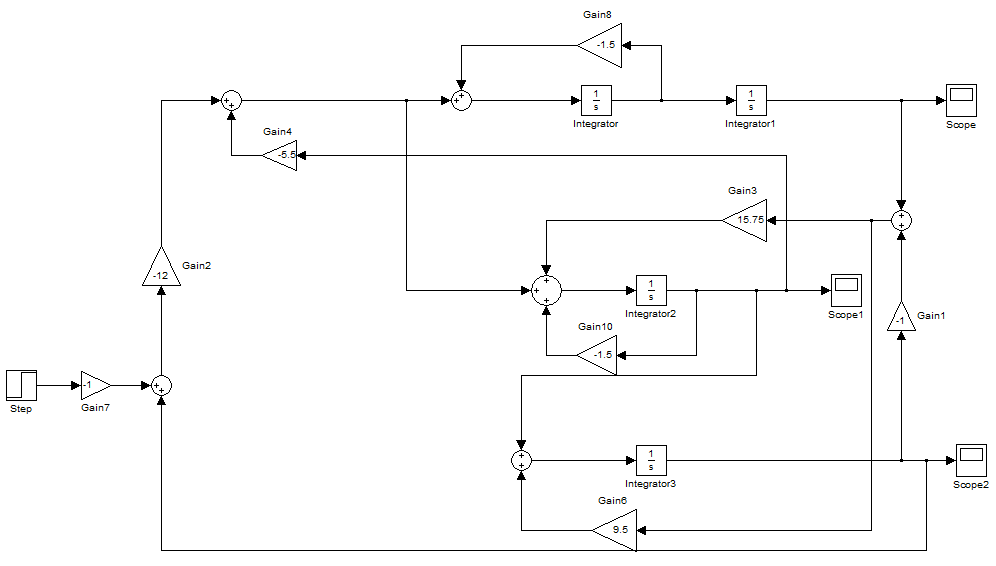 Gain8
-1.5
1
s
Integrator
1
s
Integrator1
Scope
Gain4
-5.5
Gain3
15.75
-12
Gain2
1
s
Integrator2
Scope1
Gain10
-1.5
-1
Gain1
Step
-1
Gain7
1
s
Integrator3
Scope2
Gain6
9.5